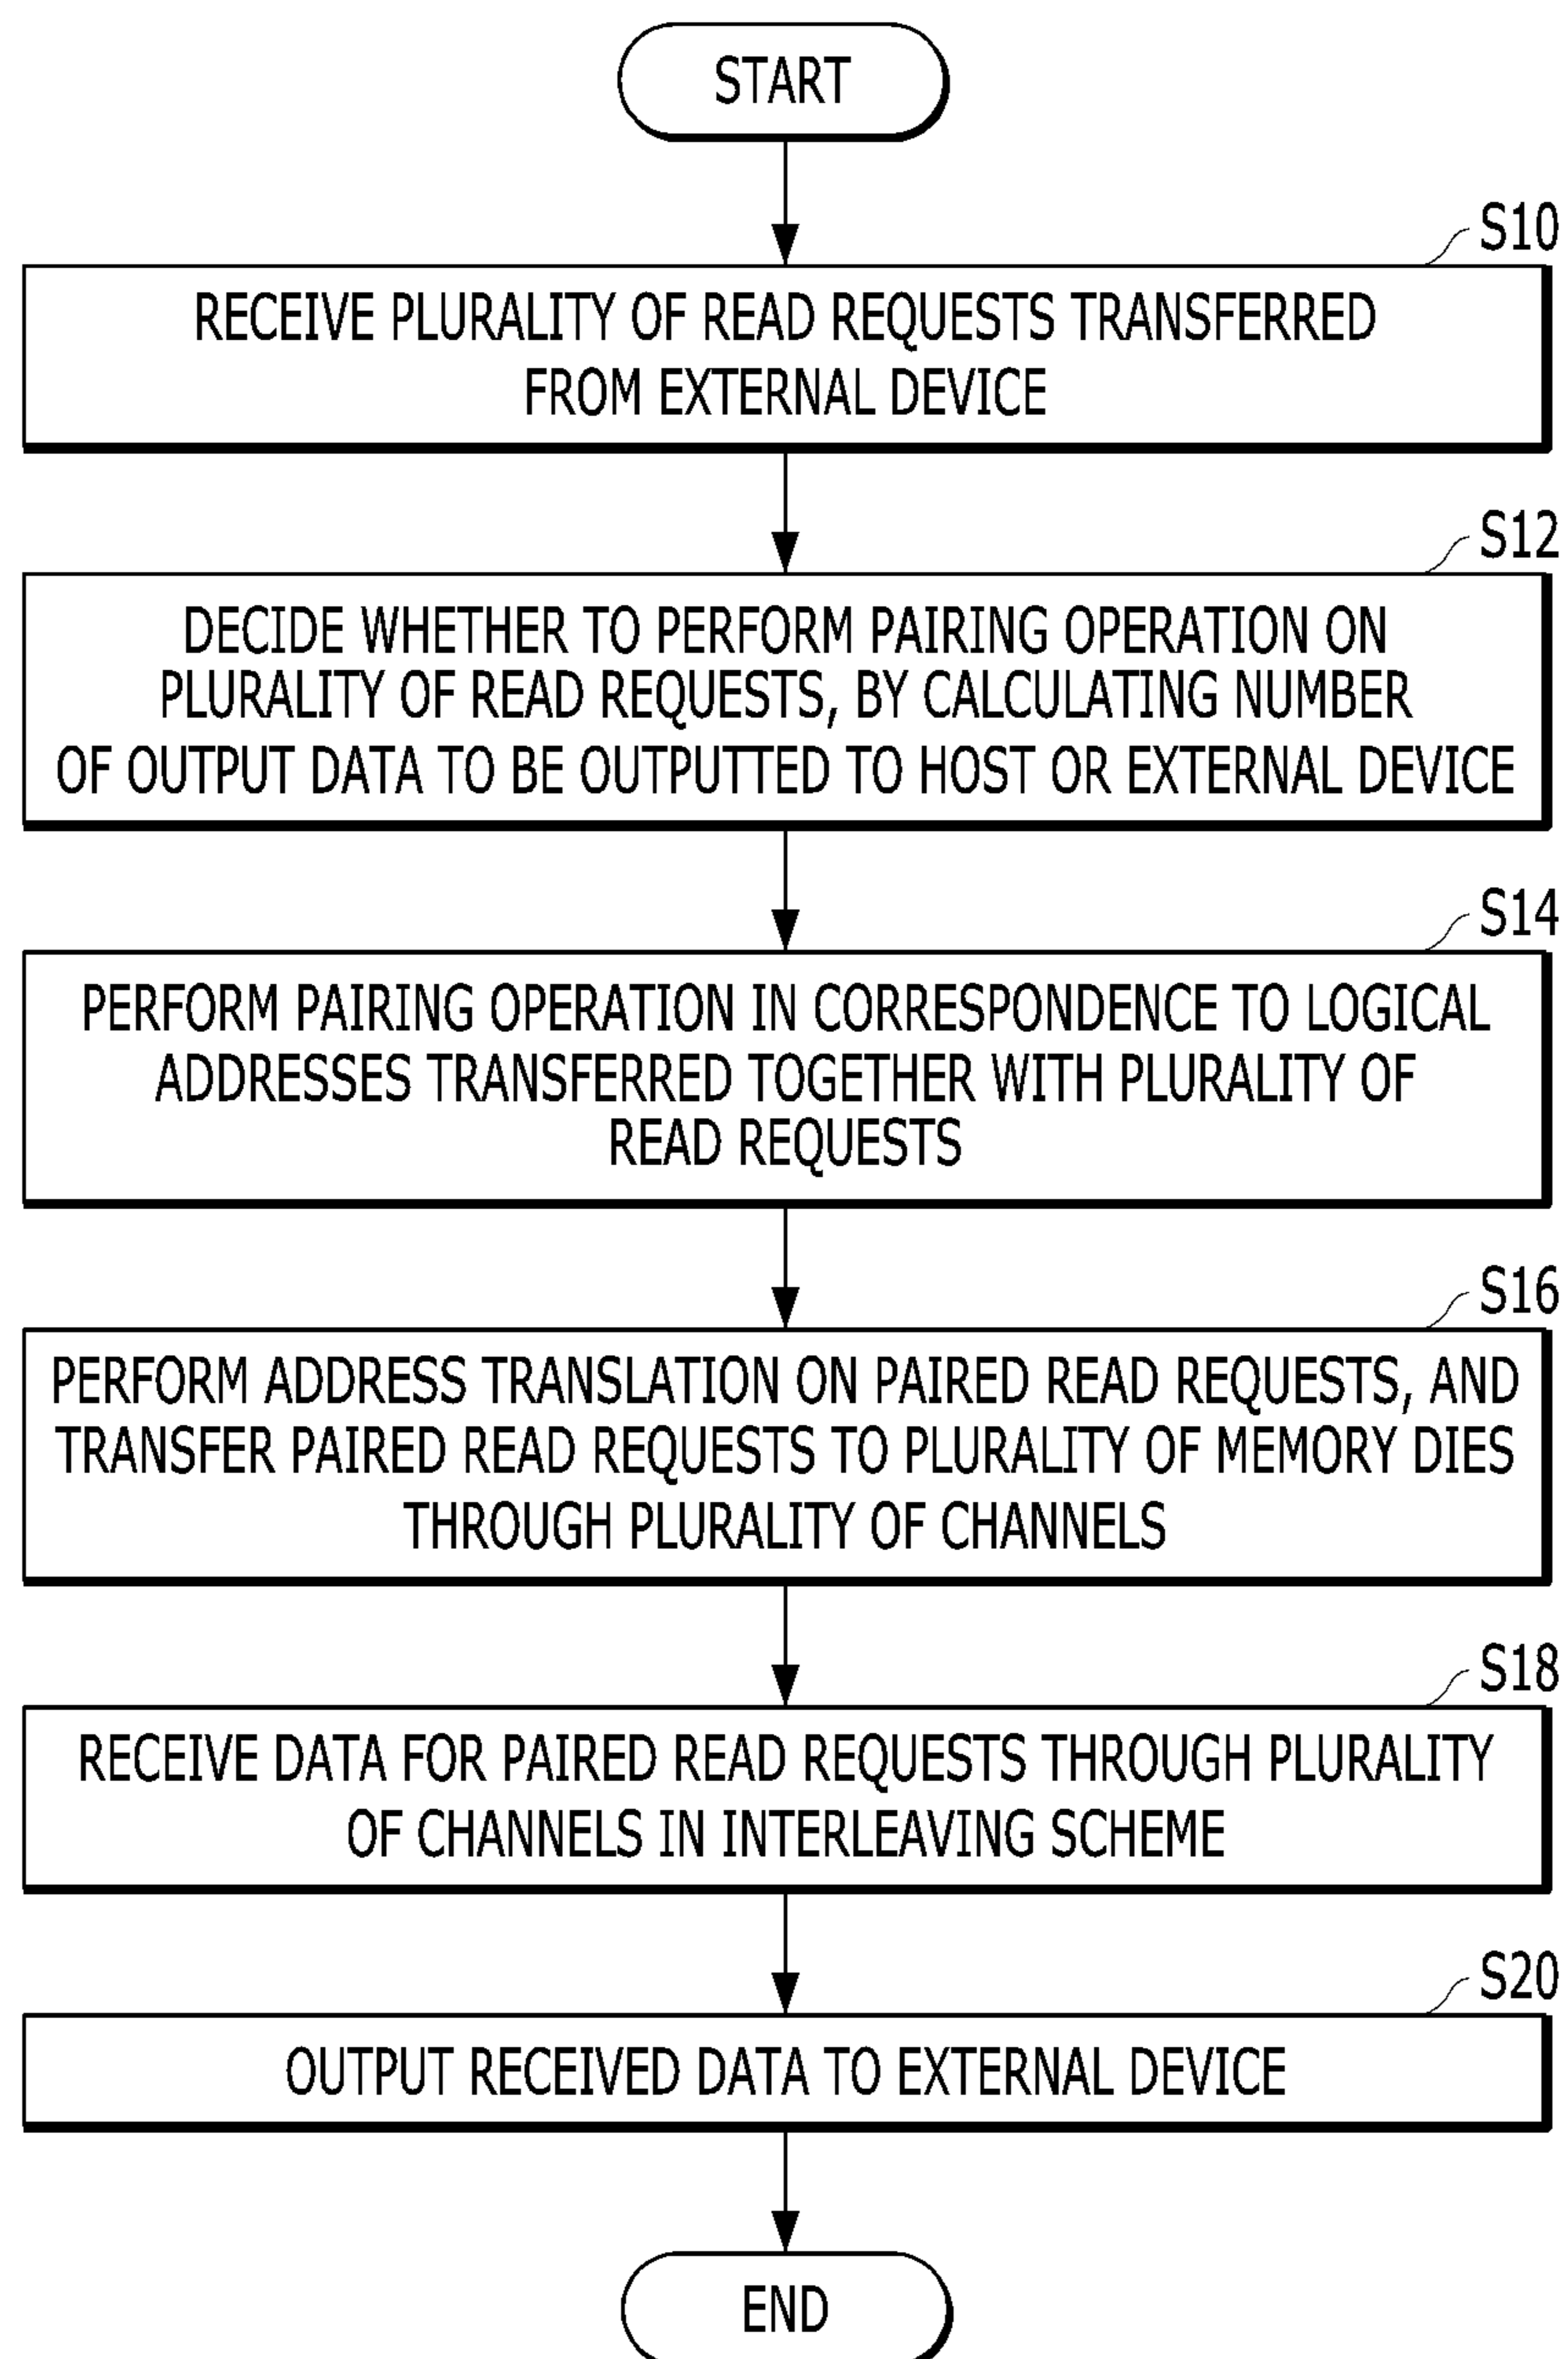 START
S10
RECEIVE PLURALITY OF READ REQUESTS TRANSFERRED
FROM EXTERNAL DEVICE
S12
DECIDE WHETHER TO PERFORM PAIRING OPERATION ON
PLURALITY OF READ REQUESTS, BY CALCULATING NUMBER
OF OUTPUT DATA TO BE OUTPUTTED TO HOST OR EXTERNAL DEVICE
S14
PERFORM PAIRING OPERATION IN CORRESPONDENCE TO LOGICAL
ADDRESSES TRANSFERRED TOGETHER WITH PLURALITY OF
READ REQUESTS
S16
PERFORM ADDRESS TRANSLATION ON PAIRED READ REQUESTS, AND
TRANSFER PAIRED READ REQUESTS TO PLURALITY OF MEMORY DIES
THROUGH PLURALITY OF CHANNELS
S18
RECEIVE DATA FOR PAIRED READ REQUESTS THROUGH PLURALITY
OF CHANNELS IN INTERLEAVING SCHEME
S20
OUTPUT RECEIVED DATA TO EXTERNAL DEVICE
END